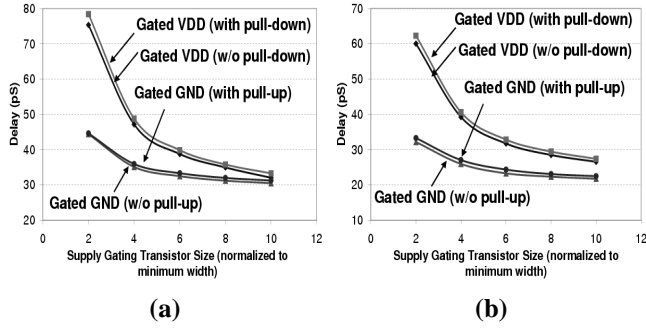 80
70
60
50
40
30
20
Delay (pS)
Gated VDD (with pull-down)
Gated VDD (w/o pull-down)
Gated GND (with pull-up)
Gated GND (w/o pull-up)
0 2 4 6 8 10 12
Supply Gating Transistor Size (normalized to
minimum width)
(a)
60
50
40
30
20
10
Delay (pS)
Gated VDD (with pull-down)
Gated VDD (w/o pull-down)
Gated GND (with pull-up)
Gated GND (w/o pull-up)
0 2 4 6 8 10 12
Supply Gating Transistor Size (normalized to
minimum width)
(b)